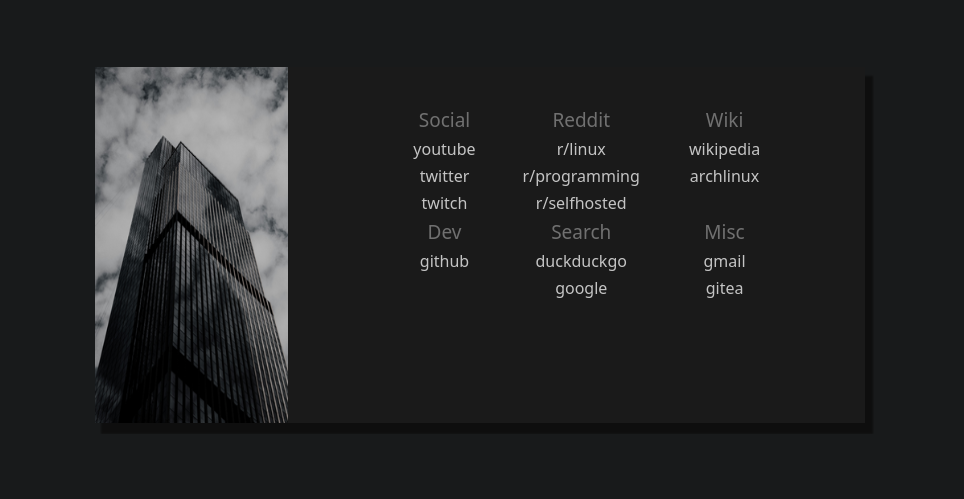 Social
youtube
twitter
twitch
Reddit
r/linux
r/programming
r/selfhosted
Wiki
wikipedia
archlinux
Dev
github
Search
duckduckgo
google
Misc
gmail
gitea